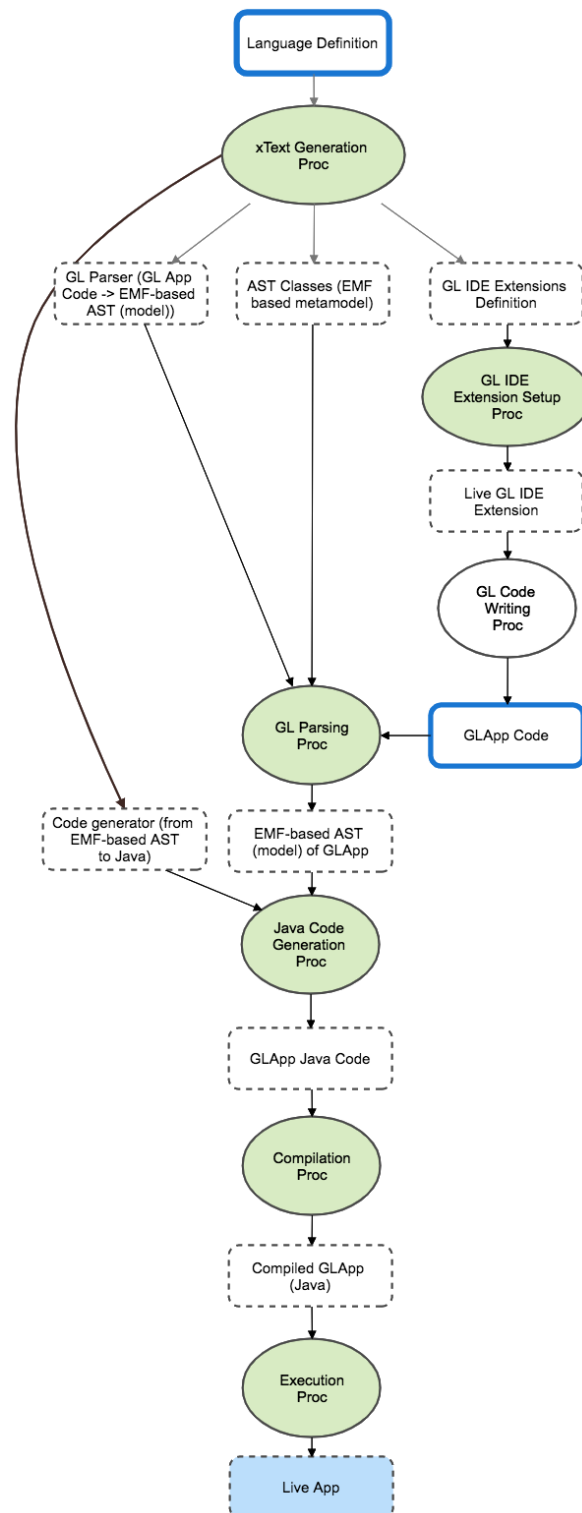 Language Definition
xText Generation
Proc
GL Parser (GL App
Code -> EMF-based
AST (model))
AST Classes (EMF
based metamodel)
GL IDE Extensions
Definition
GL IDE
Extension Setup
Proc
Live GL IDE
Extension
GL Code
Writing
Proc
GL Parsing
Proc
GLApp Code
Code generator (from
EMF-based AST
to Java)
EMF-based AST
(model) of GLApp
Java Code
Generation
Proc
GLApp Java Code
Compilation
Proc
Compiled GLApp
(Java)
Execution
Proc
Live App